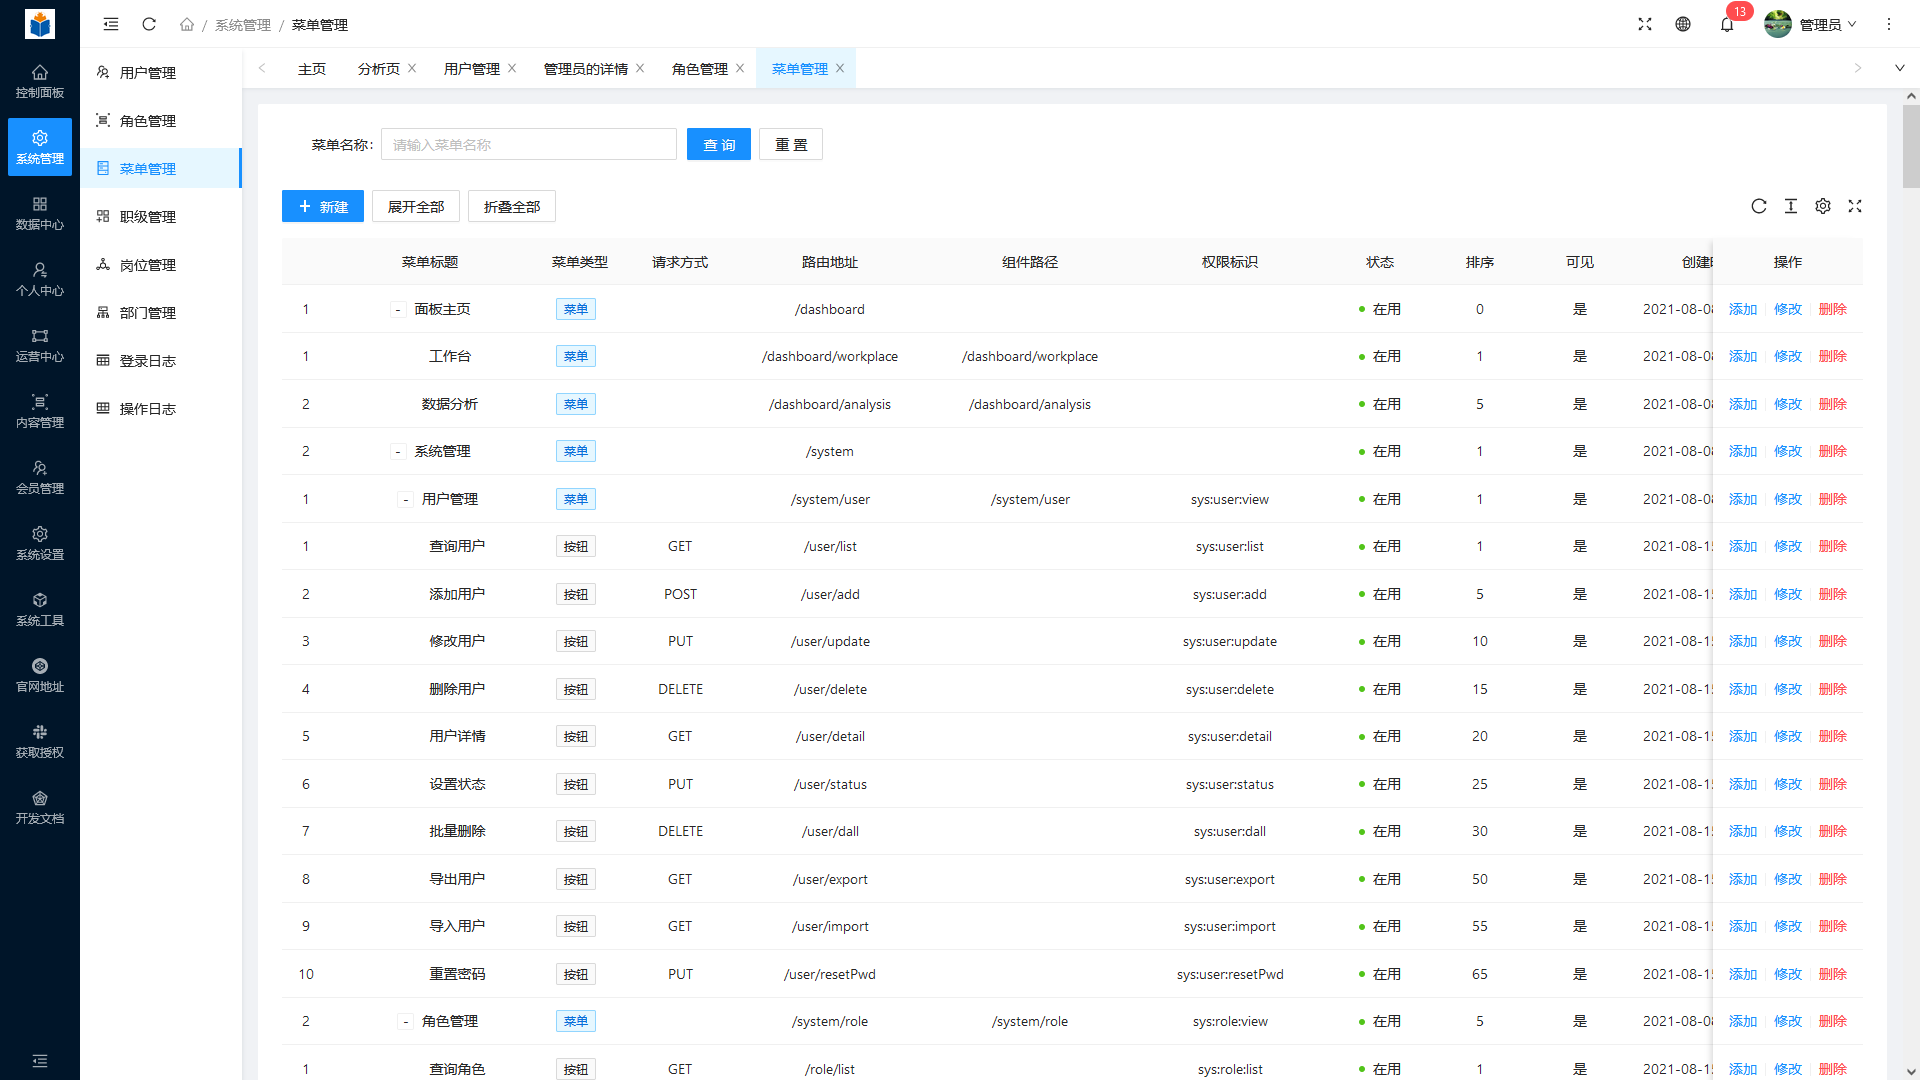 / 系统管理 / 菜单管理
13
管理员
控制面板
系统管理
数据中心
个人中心
运营中心
内容管理
会员管理
系统设置
系统工具
官网地址
获取授权
开发文档
用户管理
角色管理
菜单管理
职级管理
岗位管理
部门管理
登录日志
操作日志
主页 分析页 用户管理 管理员的详情 角色管理 菜单管理
菜单名称: 请输入菜单名称 查 询 重 置
+ 新建 展开全部 折叠全部
菜单标题 菜单类型 请求方式 路由地址 组件路径 权限标识 状态 排序 可见 创建 操作
1 - 面板主页 菜单 /dashboard 在用 0 是 2021-08-0 添加 修改 删除
1 工作台 菜单 /dashboard/workplace /dashboard/workplace 在用 1 是 2021-08-0 添加 修改 删除
2 数据分析 菜单 /dashboard/analysis /dashboard/analysis 在用 5 是 2021-08-0 添加 修改 删除
2 - 系统管理 菜单 /system 在用 1 是 2021-08-0 添加 修改 删除
1 - 用户管理 菜单 /system/user /system/user sys:user:view 在用 1 是 2021-08-0 添加 修改 删除
1 查询用户 按钮 GET /user/list sys:user:list 在用 1 是 2021-08-1 添加 修改 删除
2 添加用户 按钮 POST /user/add sys:user:add 在用 5 是 2021-08-1 添加 修改 删除
3 修改用户 按钮 PUT /user/update sys:user:update 在用 10 是 2021-08-1 添加 修改 删除
4 删除用户 按钮 DELETE /user/delete sys:user:delete 在用 15 是 2021-08-1 添加 修改 删除
5 用户详情 按钮 GET /user/detail sys:user:detail 在用 20 是 2021-08-1 添加 修改 删除
6 设置状态 按钮 PUT /user/status sys:user:status 在用 25 是 2021-08-1 添加 修改 删除
7 批量删除 按钮 DELETE /user/dall sys:user:dall 在用 30 是 2021-08-1 添加 修改 删除
8 导出用户 按钮 GET /user/export sys:user:export 在用 50 是 2021-08-1 添加 修改 删除
9 导入用户 按钮 GET /user/import sys:user:import 在用 55 是 2021-08-1 添加 修改 删除
10 重置密码 按钮 PUT /user/resetPwd sys:user:resetPwd 在用 65 是 2021-08-1 添加 修改 删除
2 - 角色管理 菜单 /system/role /system/role sys:role:view 在用 5 是 2021-08-0 添加 修改 删除
1 查询角色 按钮 GET /role/list sys:role:list 在用 1 是 2021-08-1 添加 修改 删除